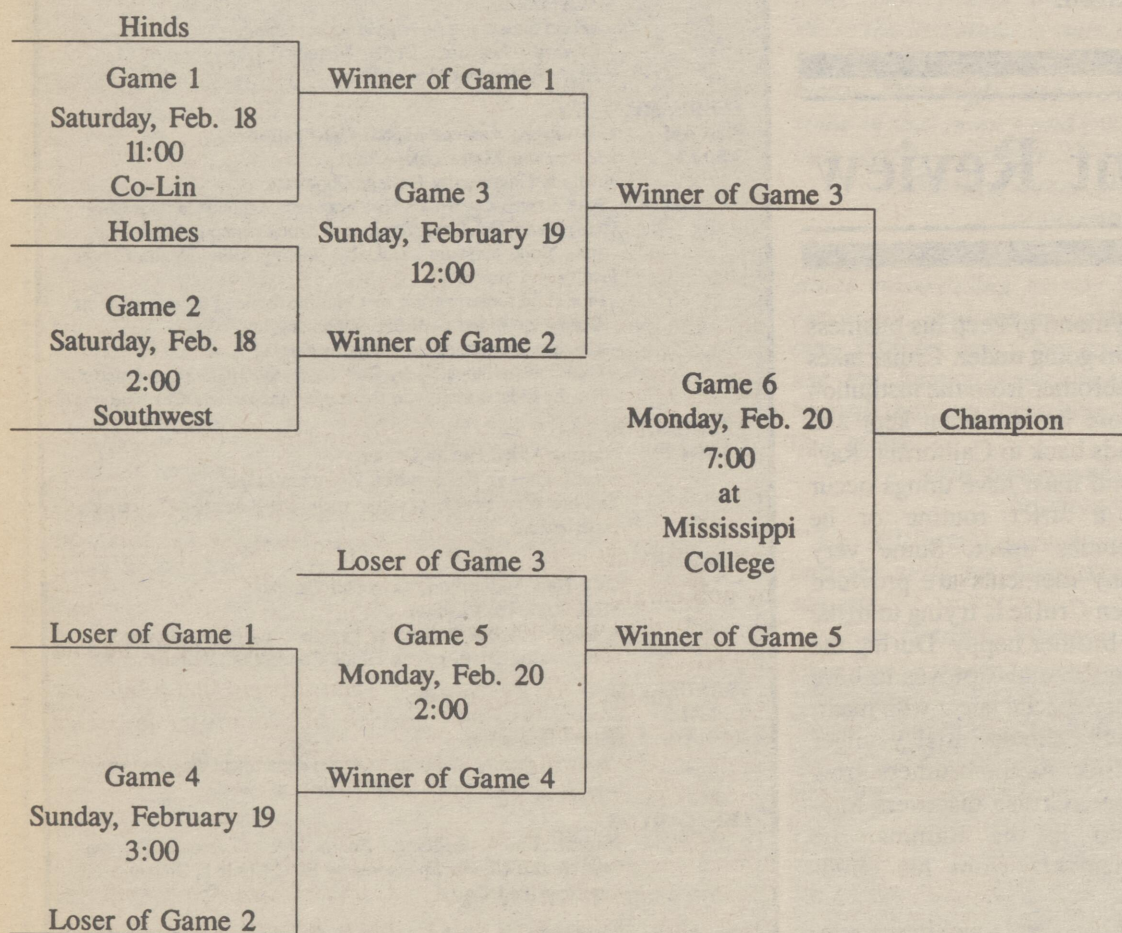 Hinds
Game 1
Saturday, Feb. 18
11:00
Co-Lin
Holmes
Game 2
Saturday, Feb. 18
2:00
Southwest
Winner of Game 1
Game 3
Sunday, February 19
12:00
Winner of Game 2
Winner of Game 3
Game 6
Monday, Feb. 20
7:00
at
Mississippi
College
Champion
Loser of Game 3
Game 5
Monday, Feb. 20
2:00
Winner of Game 5
Loser of Game 1
Game 4
Sunday, February 19
3:00
Winner of Game 4
Loser of Game 2